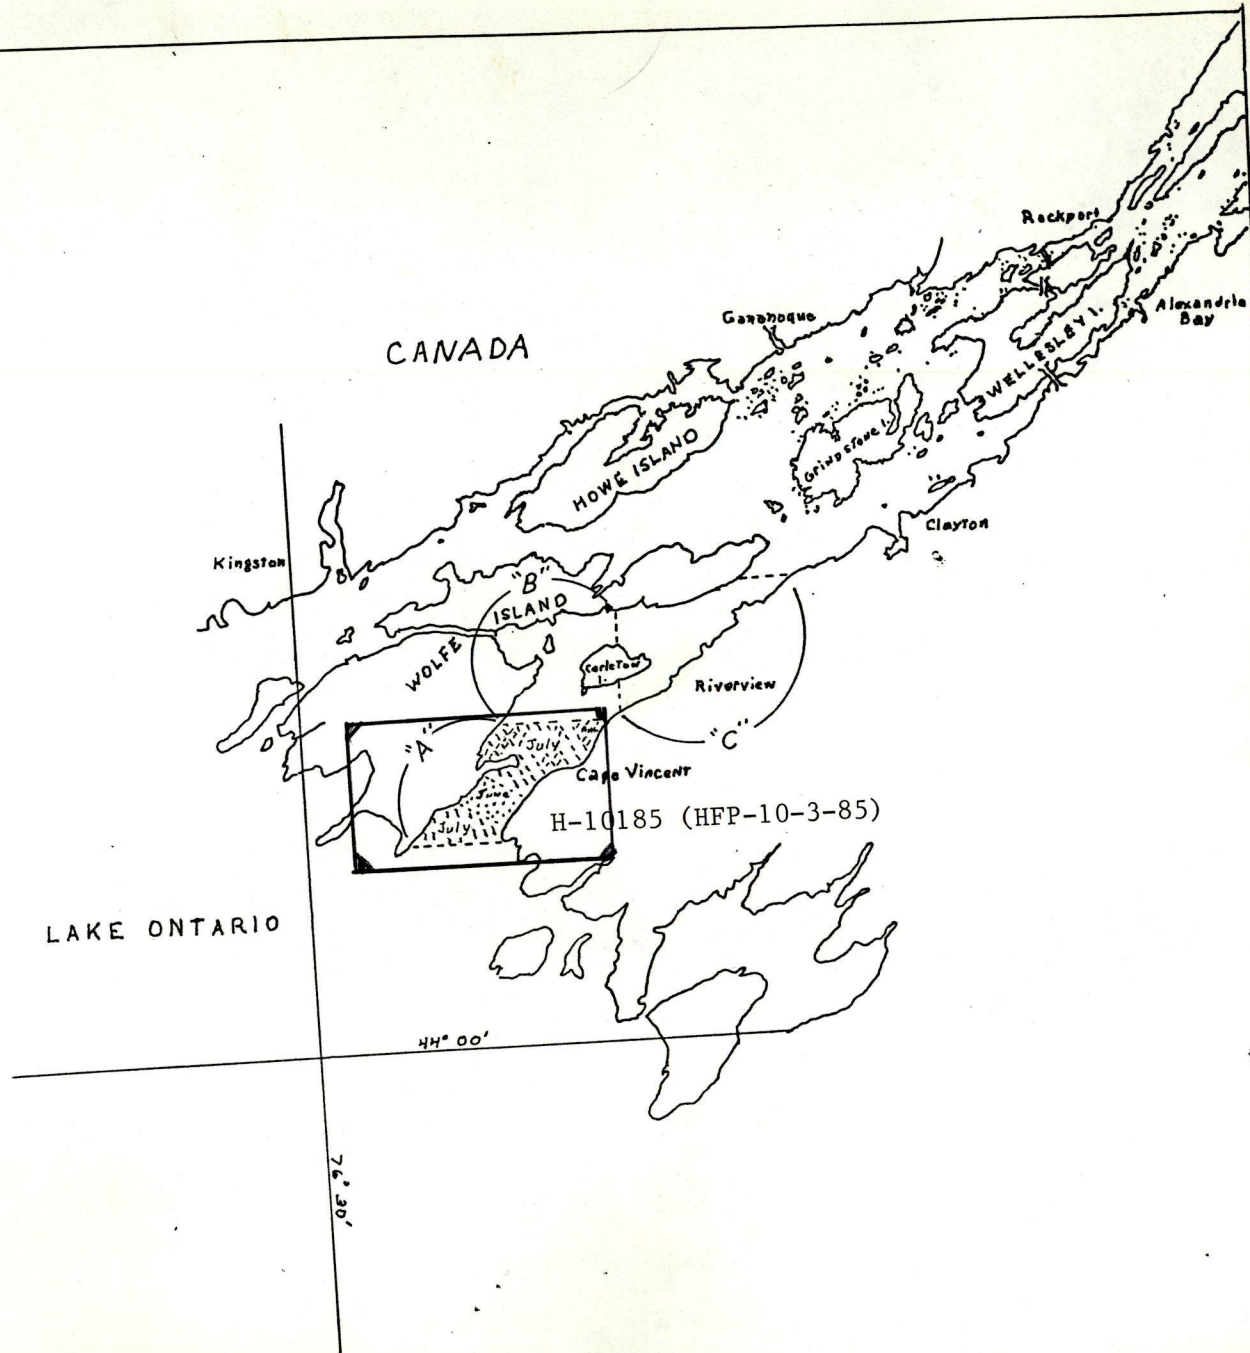 Rockport
Gananoque
Alexandria
Bay
CANADA
WELLESLEY I.
GRINDSTONE I.
HOWE ISLAND
Clayton
Kingston
"B"
WOLFE ISLAND
Carleton
I.
Riverview
"A"
"C"
July
Cape Vincent
June
July
H-10185 (HFP-10-3-85)
LAKE ONTARIO
44° 00'
76° 30'